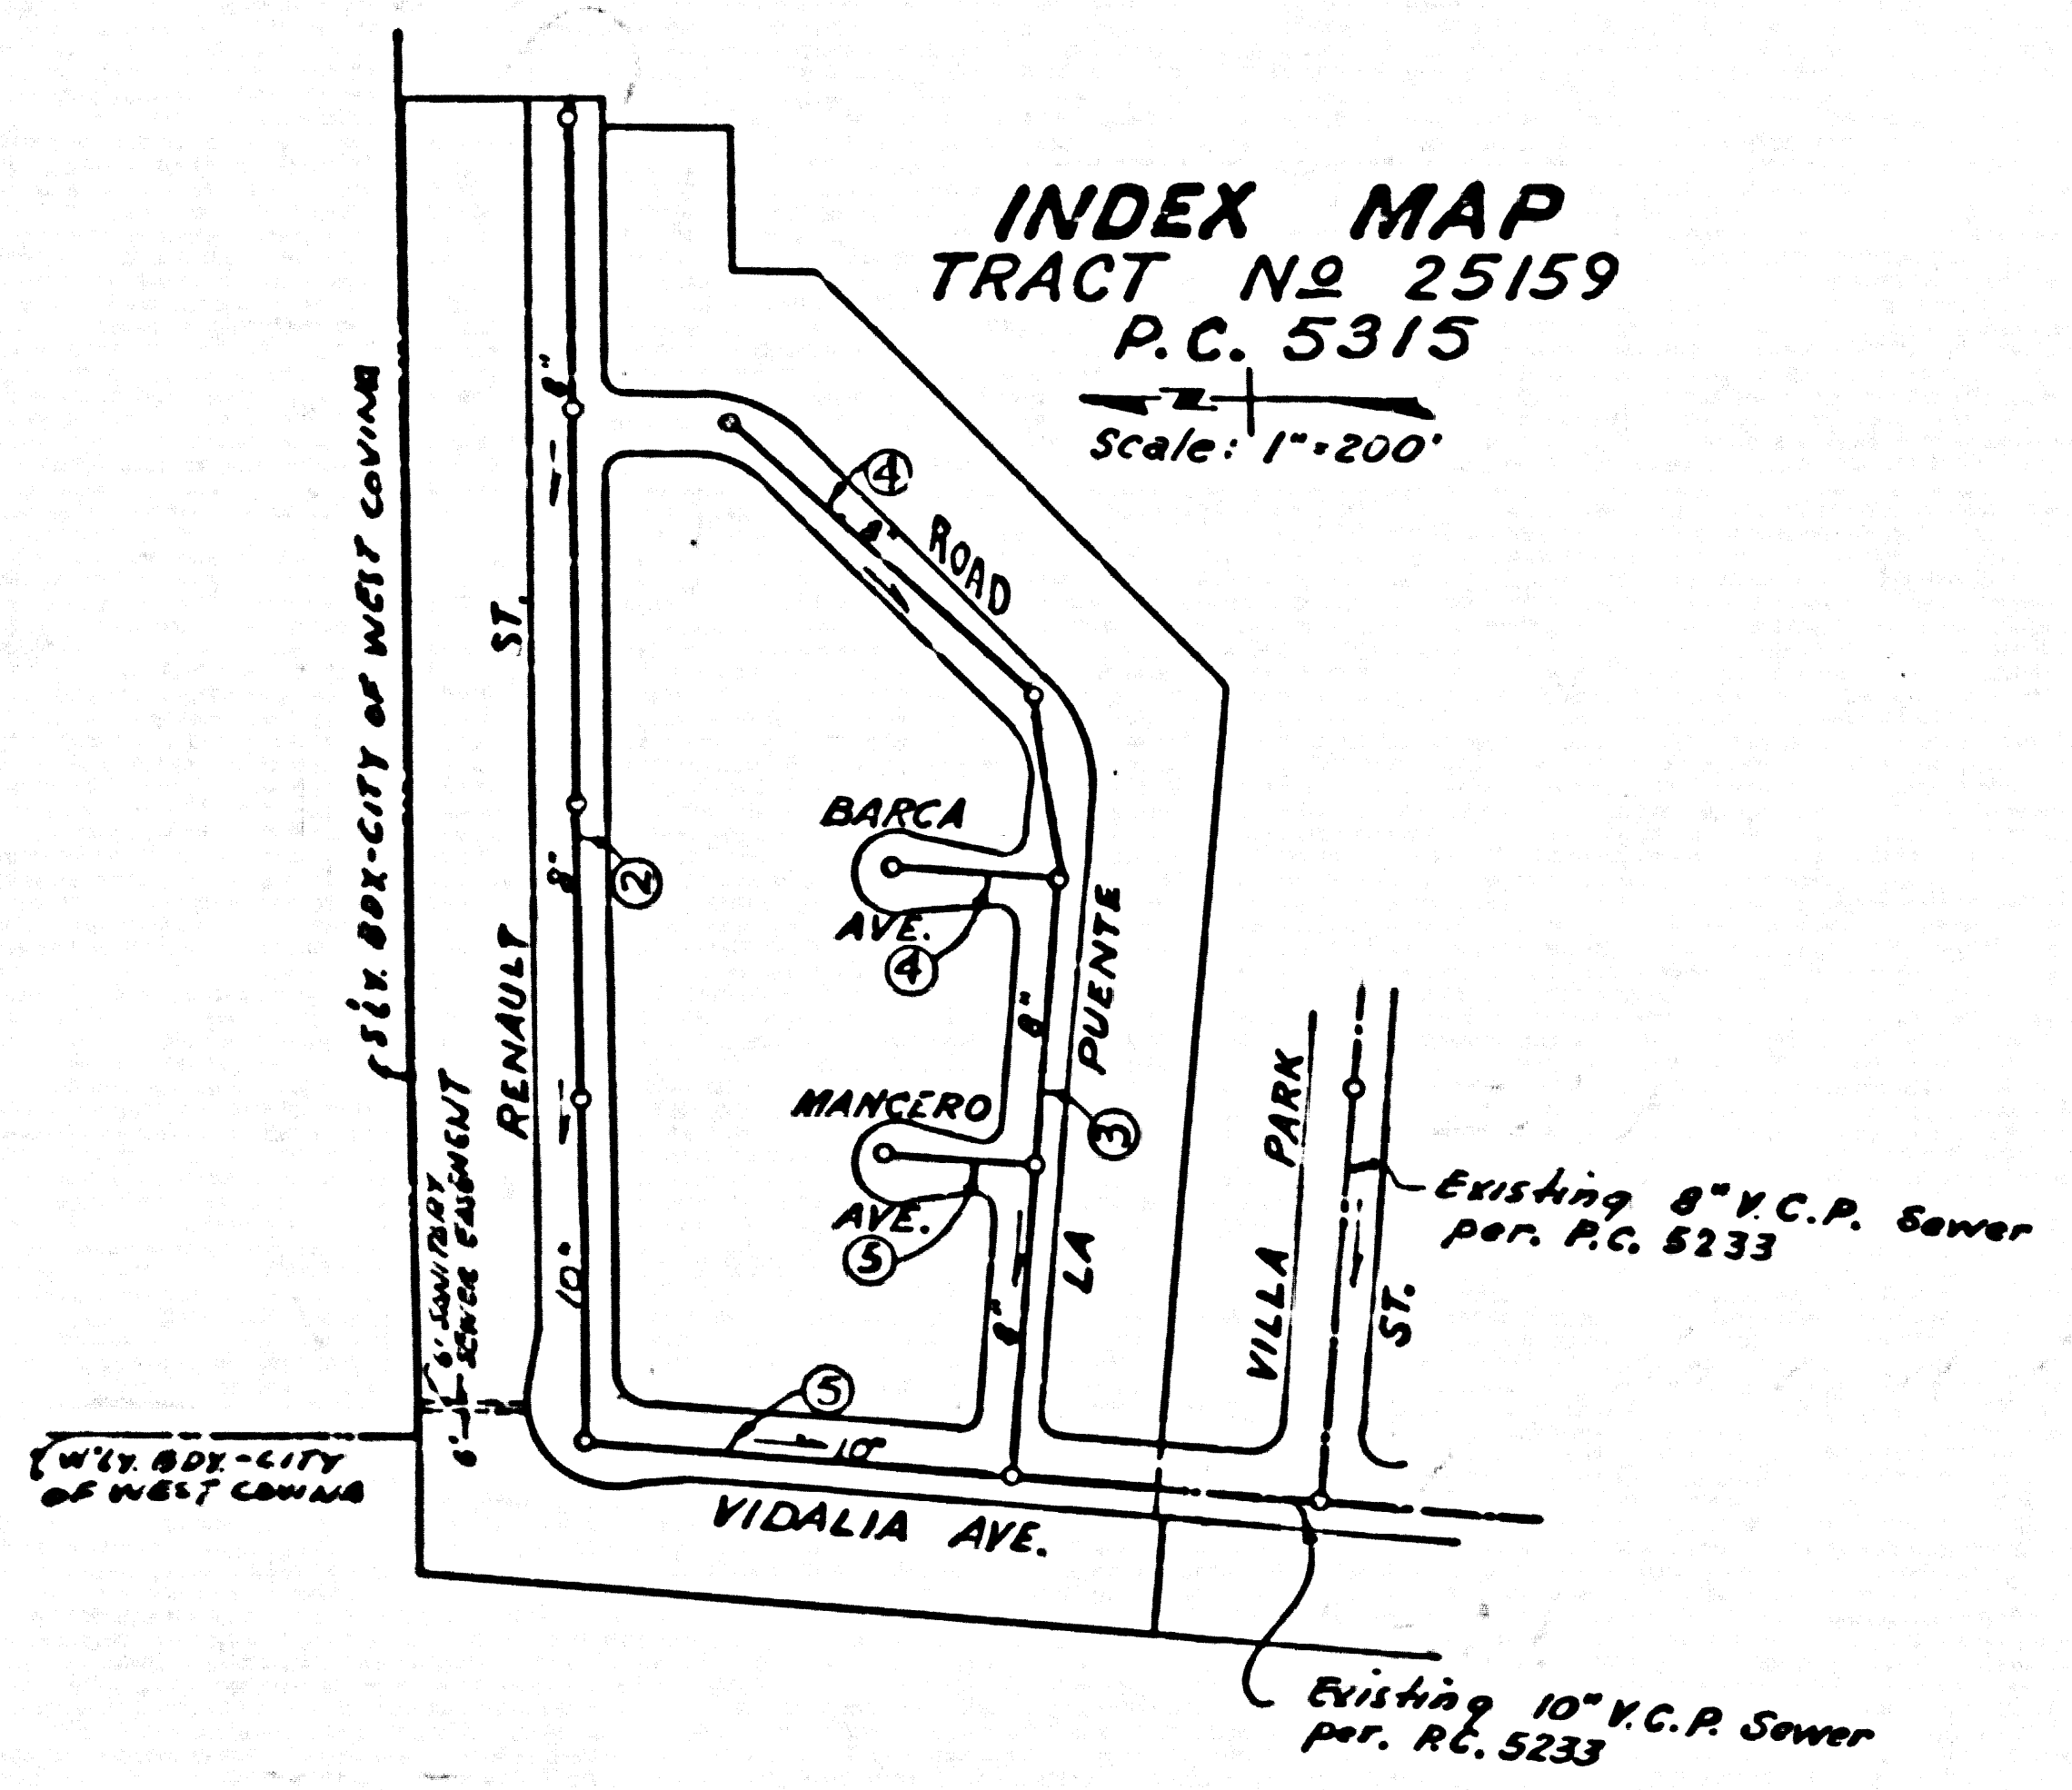 INDEX MAP
TRACT Nº 25159
P.C. 5315
N
Scale: 1"=200'
S'LY. BDY-CITY OF WEST COVINA
8"
4
8"
ROAD
ST.
BARCA
AVE.
4
8"
2
RENAULT
PUENTE
8"
MANCERO
AVE.
5
3
LA
8"
6' SANITARY
SEWER EASEMENT
6'
10"
5
10"
VILLA PARK
ST.
Existing 8" V.C.P. Sewer
per. P.C. 5233
W'LY. BDY.-CITY
OF WEST COVINA
VIDALIA AVE.
Existing 10" V.C.P. Sewer
per. P.C. 5233